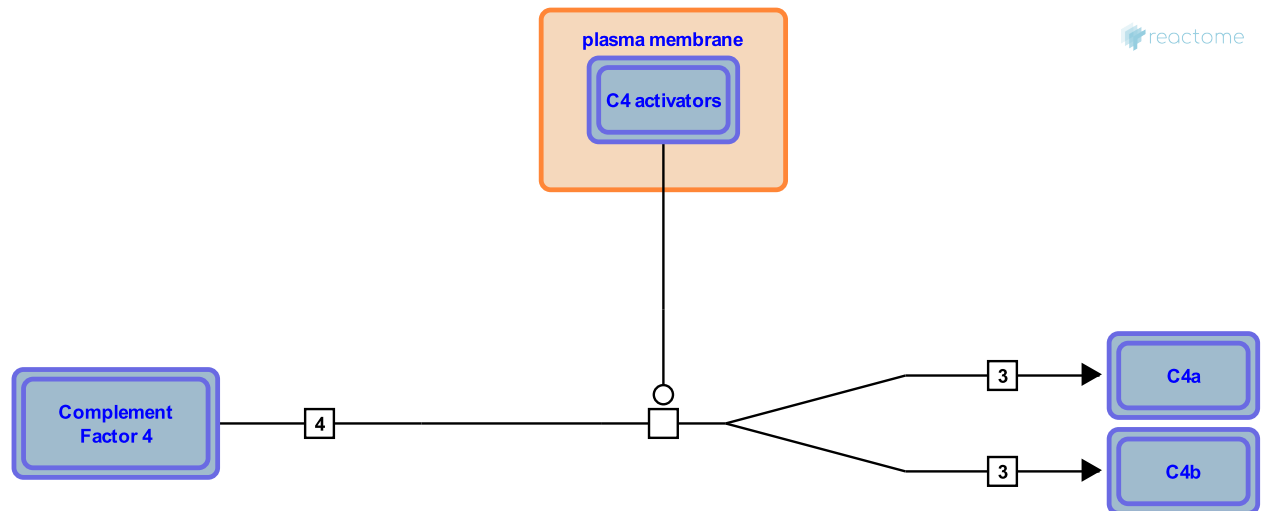 reactome
plasma membrane
C4 activators
Complement
Factor 4
4
3
C4a
3
C4b